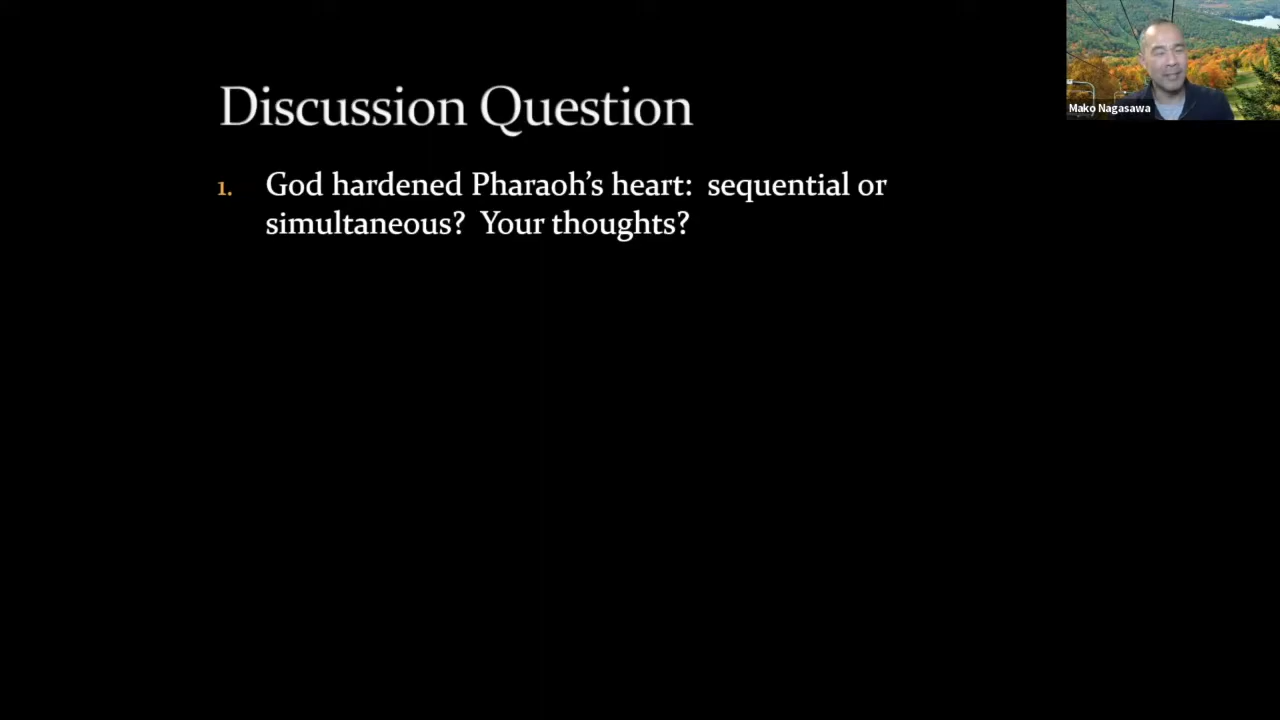 Discussion Question
1. God hardened Pharaoh’s heart:  sequential or
simultaneous?  Your thoughts?
Mako Nagasawa